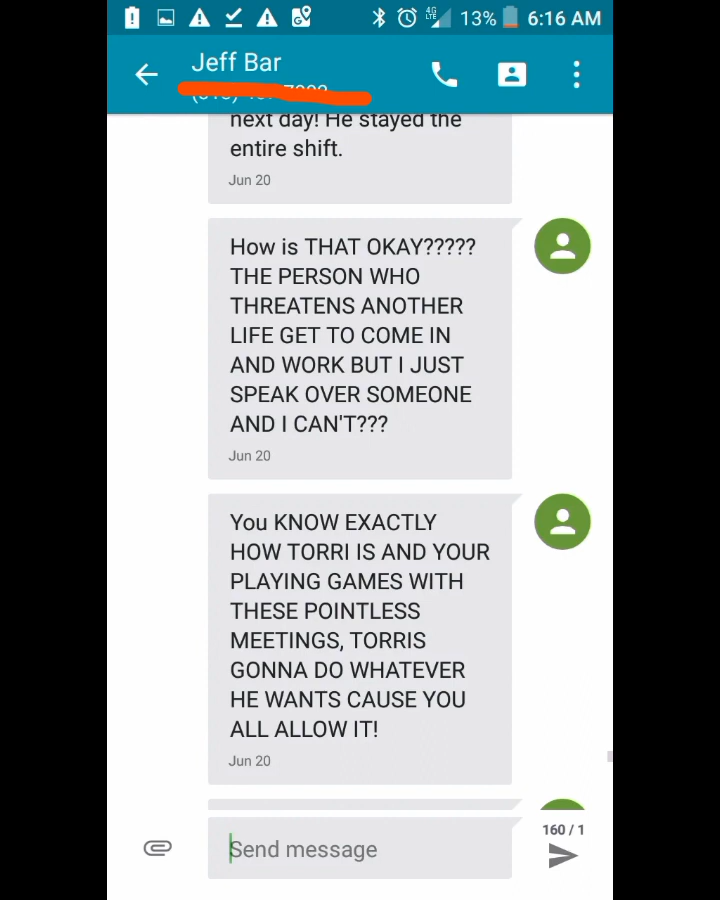 4G
LTE
13%
6:16 AM
Jeff Bar
next day! He stayed the
entire shift.
Jun 20
How is THAT OKAY?????
THE PERSON WHO
THREATENS ANOTHER
LIFE GET TO COME IN
AND WORK BUT I JUST
SPEAK OVER SOMEONE
AND I CAN'T???
Jun 20
You KNOW EXACTLY
HOW TORRI IS AND YOUR
PLAYING GAMES WITH
THESE POINTLESS
MEETINGS, TORRIS
GONNA DO WHATEVER
HE WANTS CAUSE YOU
ALL ALLOW IT!
Jun 20
160 / 1
Send message